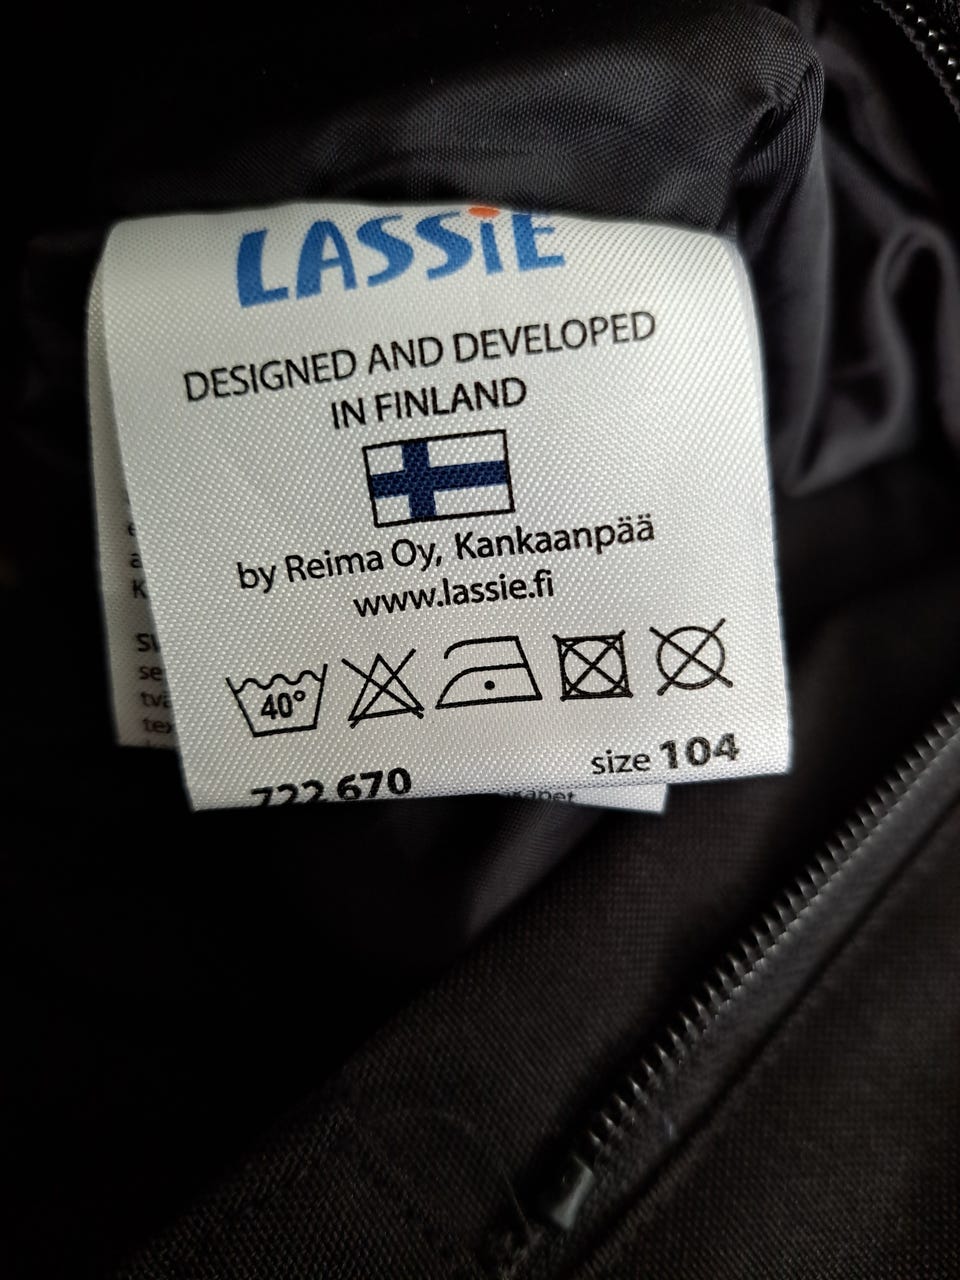 LASSiE
DESIGNED AND DEVELOPED
IN FINLAND
by Reima Oy, Kankaanpää
www.lassie.fi
40°
722 670
size 104